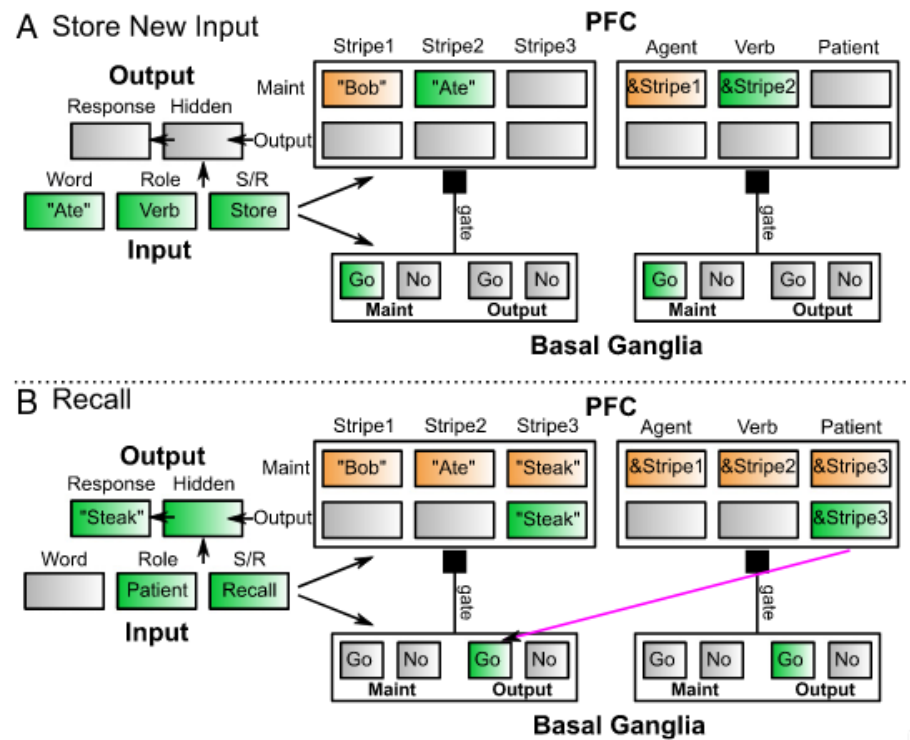 A Store New Input
PFC
Stripe1 Stripe2 Stripe3 Agent Verb Patient
Output
Maint "Bob" "Ate" &Stripe1 &Stripe2
Response Hidden
Output
Word Role S/R
"Ate" Verb Store
gate gate
Input
Go No Go No Go No Go No
Maint Output Maint Output
Basal Ganglia
B Recall
PFC
Stripe1 Stripe2 Stripe3 Agent Verb Patient
Output
Maint "Bob" "Ate" "Steak" &Stripe1 &Stripe2 &Stripe3
Response Hidden
"Steak" Output "Steak" &Stripe3
Word Role S/R
Patient Recall
gate gate
Input
Go No Go No Go No Go No
Maint Output Maint Output
Basal Ganglia